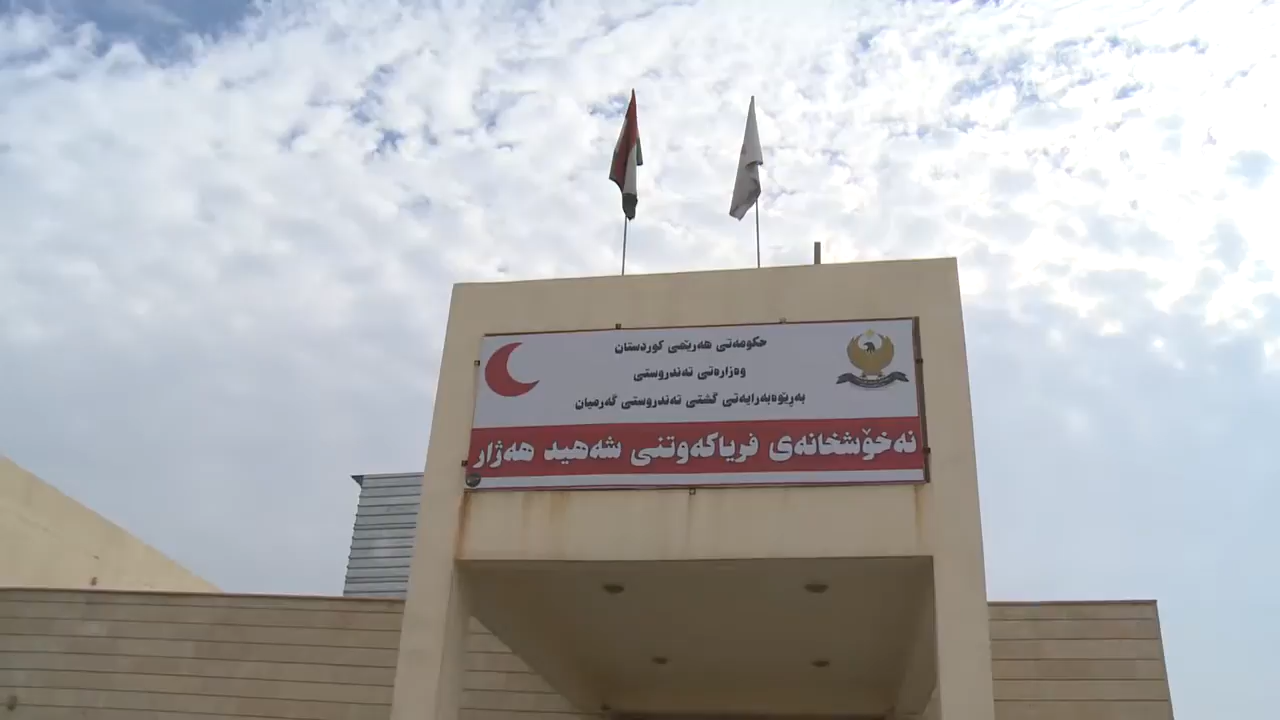 حکومەتی هەرێمی کوردستان
وەزارەتی تەندروستی
بەڕێوەبەرایەتی گشتی تەندروستی گەرمیان
نەخۆشخانەی فریاکەوتنی شەهید هەژار